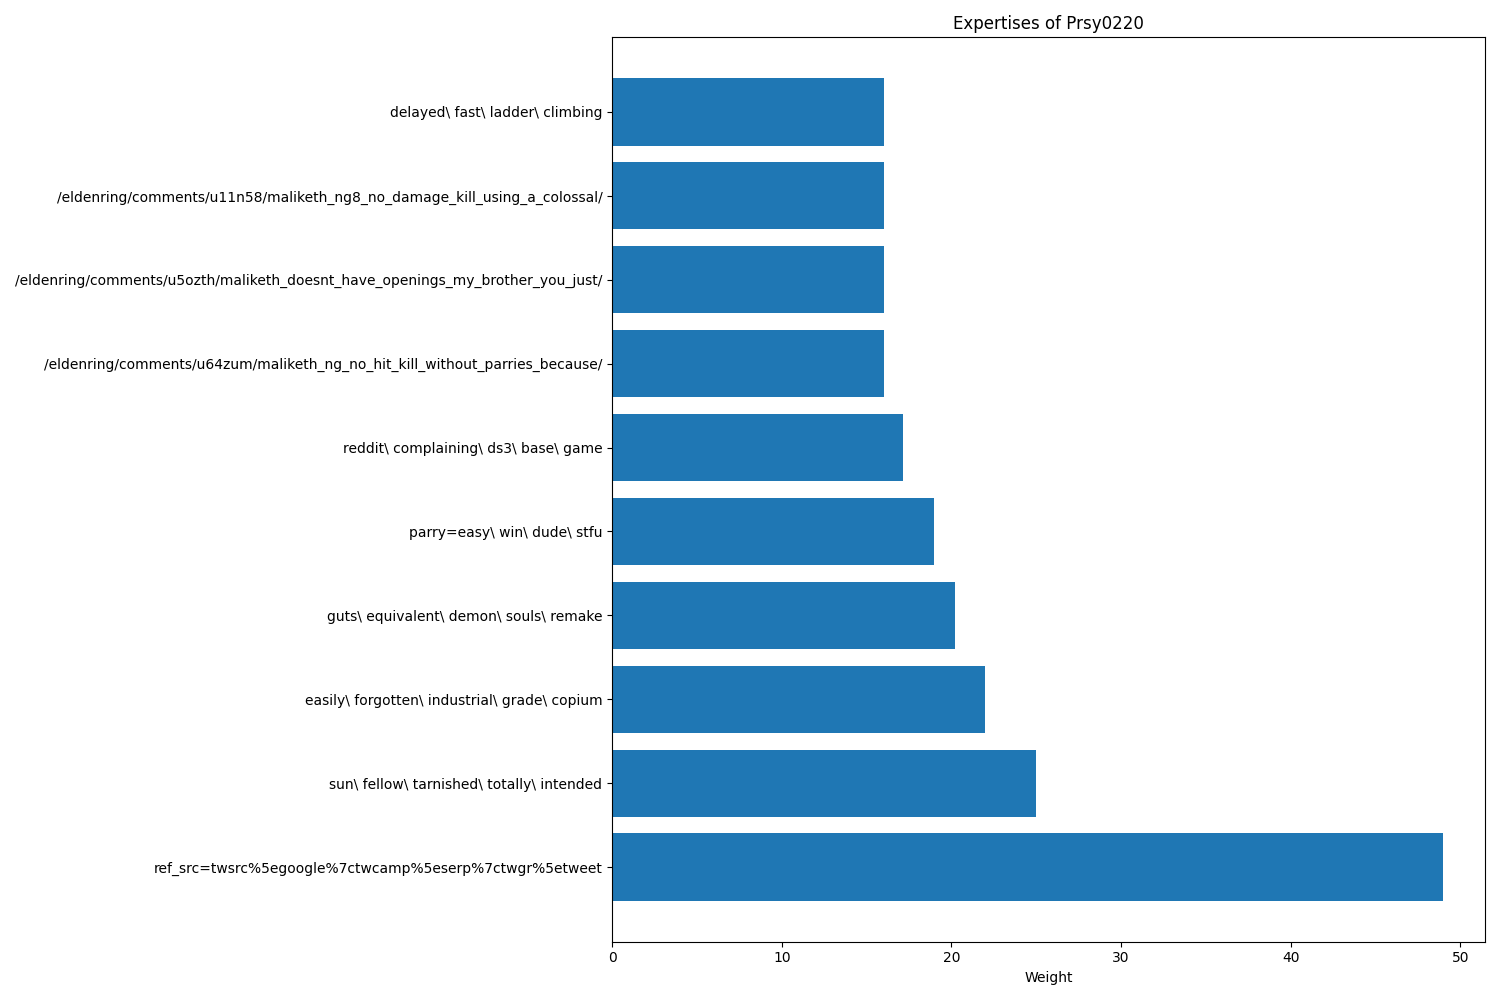 Expertises of Prsy0220
delayed\ fast\ ladder\ climbing
/eldenring/comments/u11n58/maliketh_ng8_no_damage_kill_using_a_colossal/
/eldenring/comments/u5ozth/maliketh_doesnt_have_openings_my_brother_you_just/
/eldenring/comments/u64zum/maliketh_ng_no_hit_kill_without_parries_because/
reddit\ complaining\ ds3\ base\ game
parry=easy\ win\ dude\ stfu
guts\ equivalent\ demon\ souls\ remake
easily\ forgotten\ industrial\ grade\ copium
sun\ fellow\ tarnished\ totally\ intended
ref_src=twsrc%5egoogle%7ctwcamp%5eserp%7ctwgr%5etweet
0 10 20 30 40 50
Weight